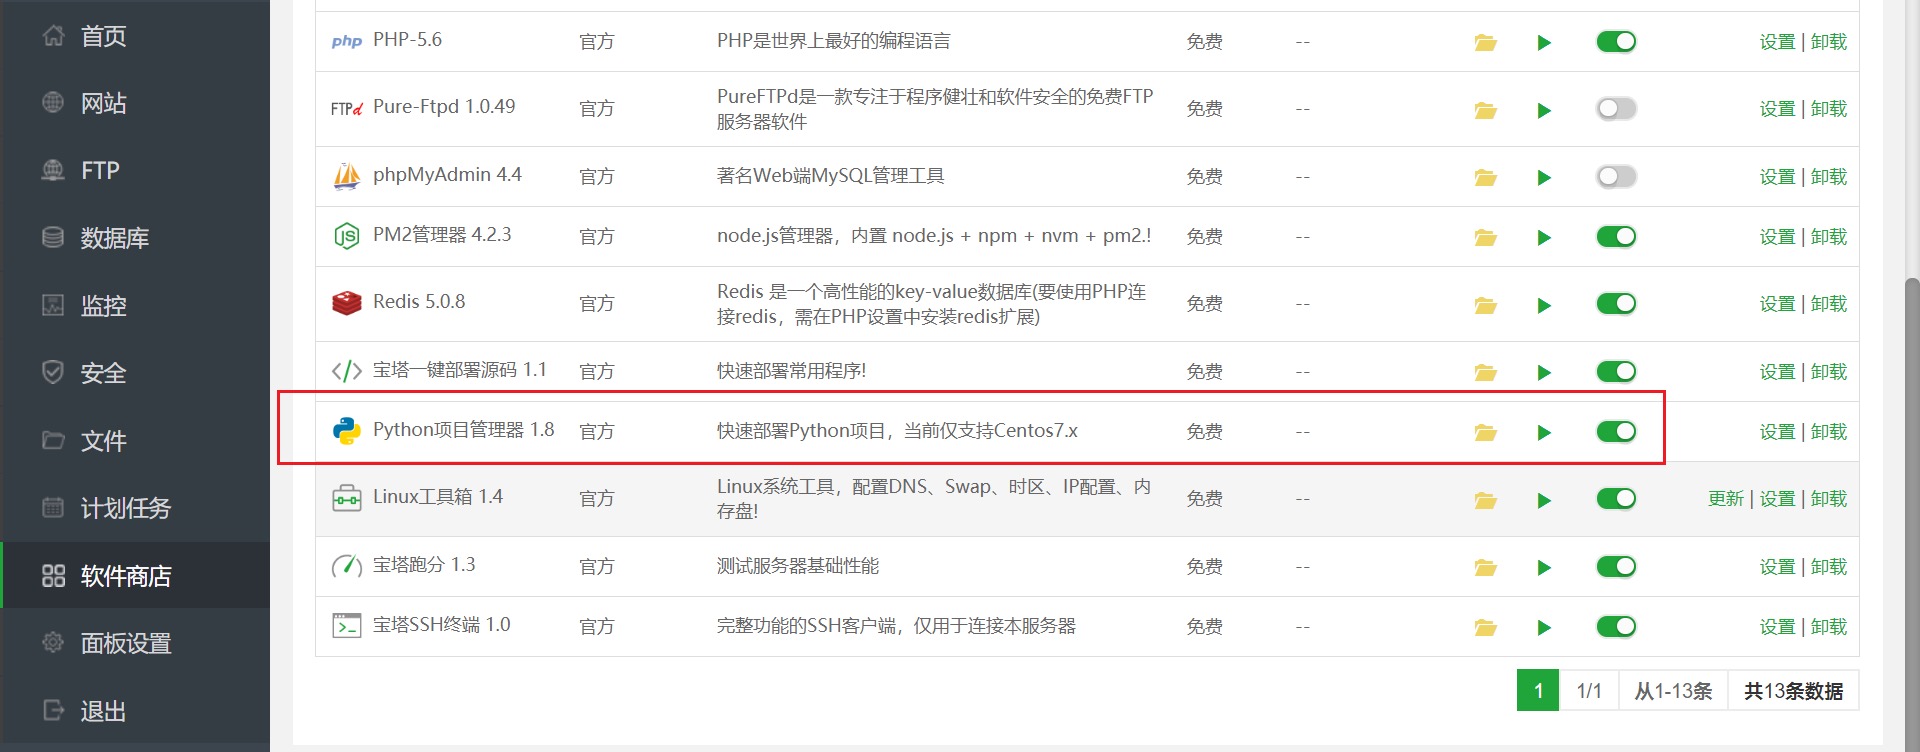 首页
网站
FTP
数据库
监控
安全
文件
计划任务
软件商店
面板设置
退出
php PHP-5.6 官方 PHP是世界上最好的编程语言 免费 -- 设置 | 卸载
FTPd Pure-Ftpd 1.0.49 官方 PureFTPd是一款专注于程序健壮和软件安全的免费FTP
服务器软件 免费 -- 设置 | 卸载
phpMyAdmin 4.4 官方 著名Web端MySQL管理工具 免费 -- 设置 | 卸载
JS PM2管理器 4.2.3 官方 node.js管理器，内置 node.js + npm + nvm + pm2.! 免费 -- 设置 | 卸载
Redis 5.0.8 官方 Redis 是一个高性能的key-value数据库(要使用PHP连
接redis，需在PHP设置中安装redis扩展) 免费 -- 设置 | 卸载
宝塔一键部署源码 1.1 官方 快速部署常用程序! 免费 -- 设置 | 卸载
Python项目管理器 1.8 官方 快速部署Python项目，当前仅支持Centos7.x 免费 -- 设置 | 卸载
Linux工具箱 1.4 官方 Linux系统工具，配置DNS、Swap、时区、IP配置、内
存盘! 免费 -- 更新 | 设置 | 卸载
宝塔跑分 1.3 官方 测试服务器基础性能 免费 -- 设置 | 卸载
宝塔SSH终端 1.0 官方 完整功能的SSH客户端，仅用于连接本服务器 免费 -- 设置 | 卸载
1 1/1 从1-13条 共13条数据